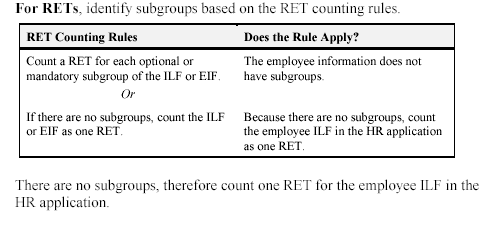 For RETs, identify subgroups based on the RET counting rules.
RET Counting Rules
Does the Rule Apply?
Count a RET for each optional or
mandatory subgroup of the ILF or EIF.
Or
The employee information does not
have subgroups.
If there are no subgroups, count the ILF
or EIF as one RET.
Because there are no subgroups, count
the employee ILF in the HR application
as one RET.
There are no subgroups, therefore count one RET for the employee ILF in the
HR application.